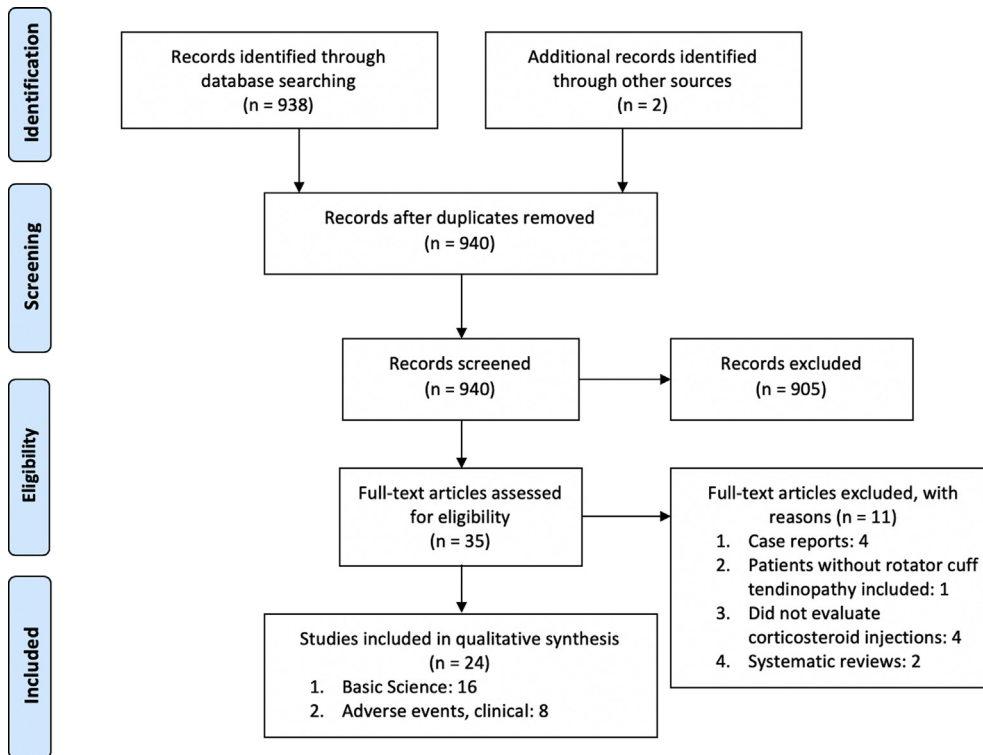 Identification
Records identified through
database searching
(n = 938)
Additional records identified
through other sources
(n = 2)
Screening
Records after duplicates removed
(n = 940)
Records screened
(n = 940)
Records excluded
(n = 905)
Eligibility
Full-text articles assessed
for eligibility
(n = 35)
Full-text articles excluded, with
reasons (n = 11)
1. Case reports: 4
2. Patients without rotator cuff
tendinopathy included: 1
3. Did not evaluate
corticosteroid injections: 4
4. Systematic reviews: 2
Included
Studies included in qualitative synthesis
(n = 24)
1. Basic Science: 16
2. Adverse events, clinical: 8